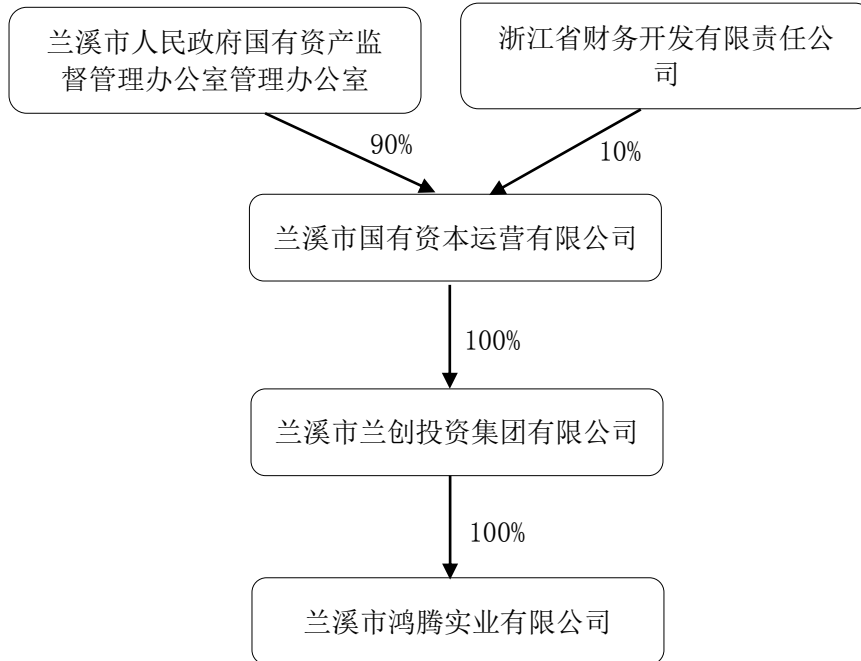 兰溪市人民政府国有资产监
督管理办公室管理办公室
浙江省财务开发有限责任公
司
90%
10%
兰溪市国有资本运营有限公司
100%
兰溪市兰创投资集团有限公司
100%
兰溪市鸿腾实业有限公司